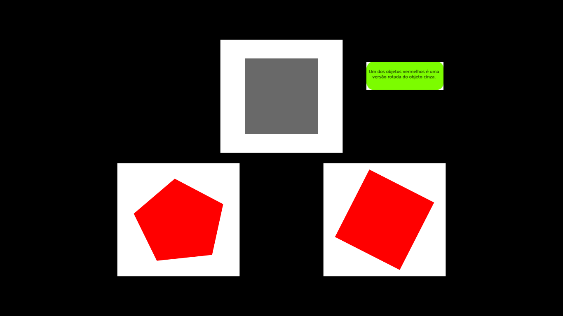 Um dos objetos vermelhos é uma
versão rotada do objeto cinza.